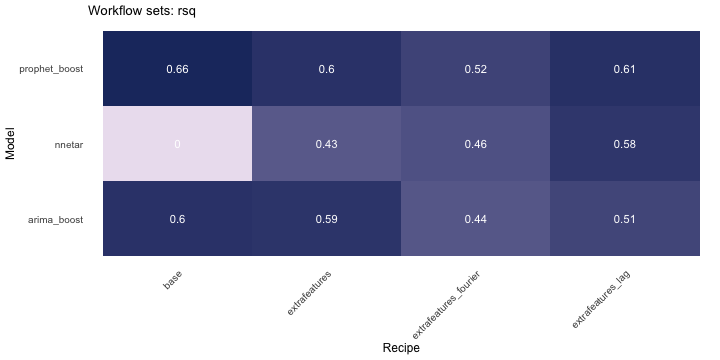 Workflow sets: rsq
prophet_boost 0.66 0.6 0.52 0.61
nnetar 0 0.43 0.46 0.58
arima_boost 0.6 0.59 0.44 0.51
Model
base extrafeatures extrafeatures_fourier extrafeatures_lag
Recipe